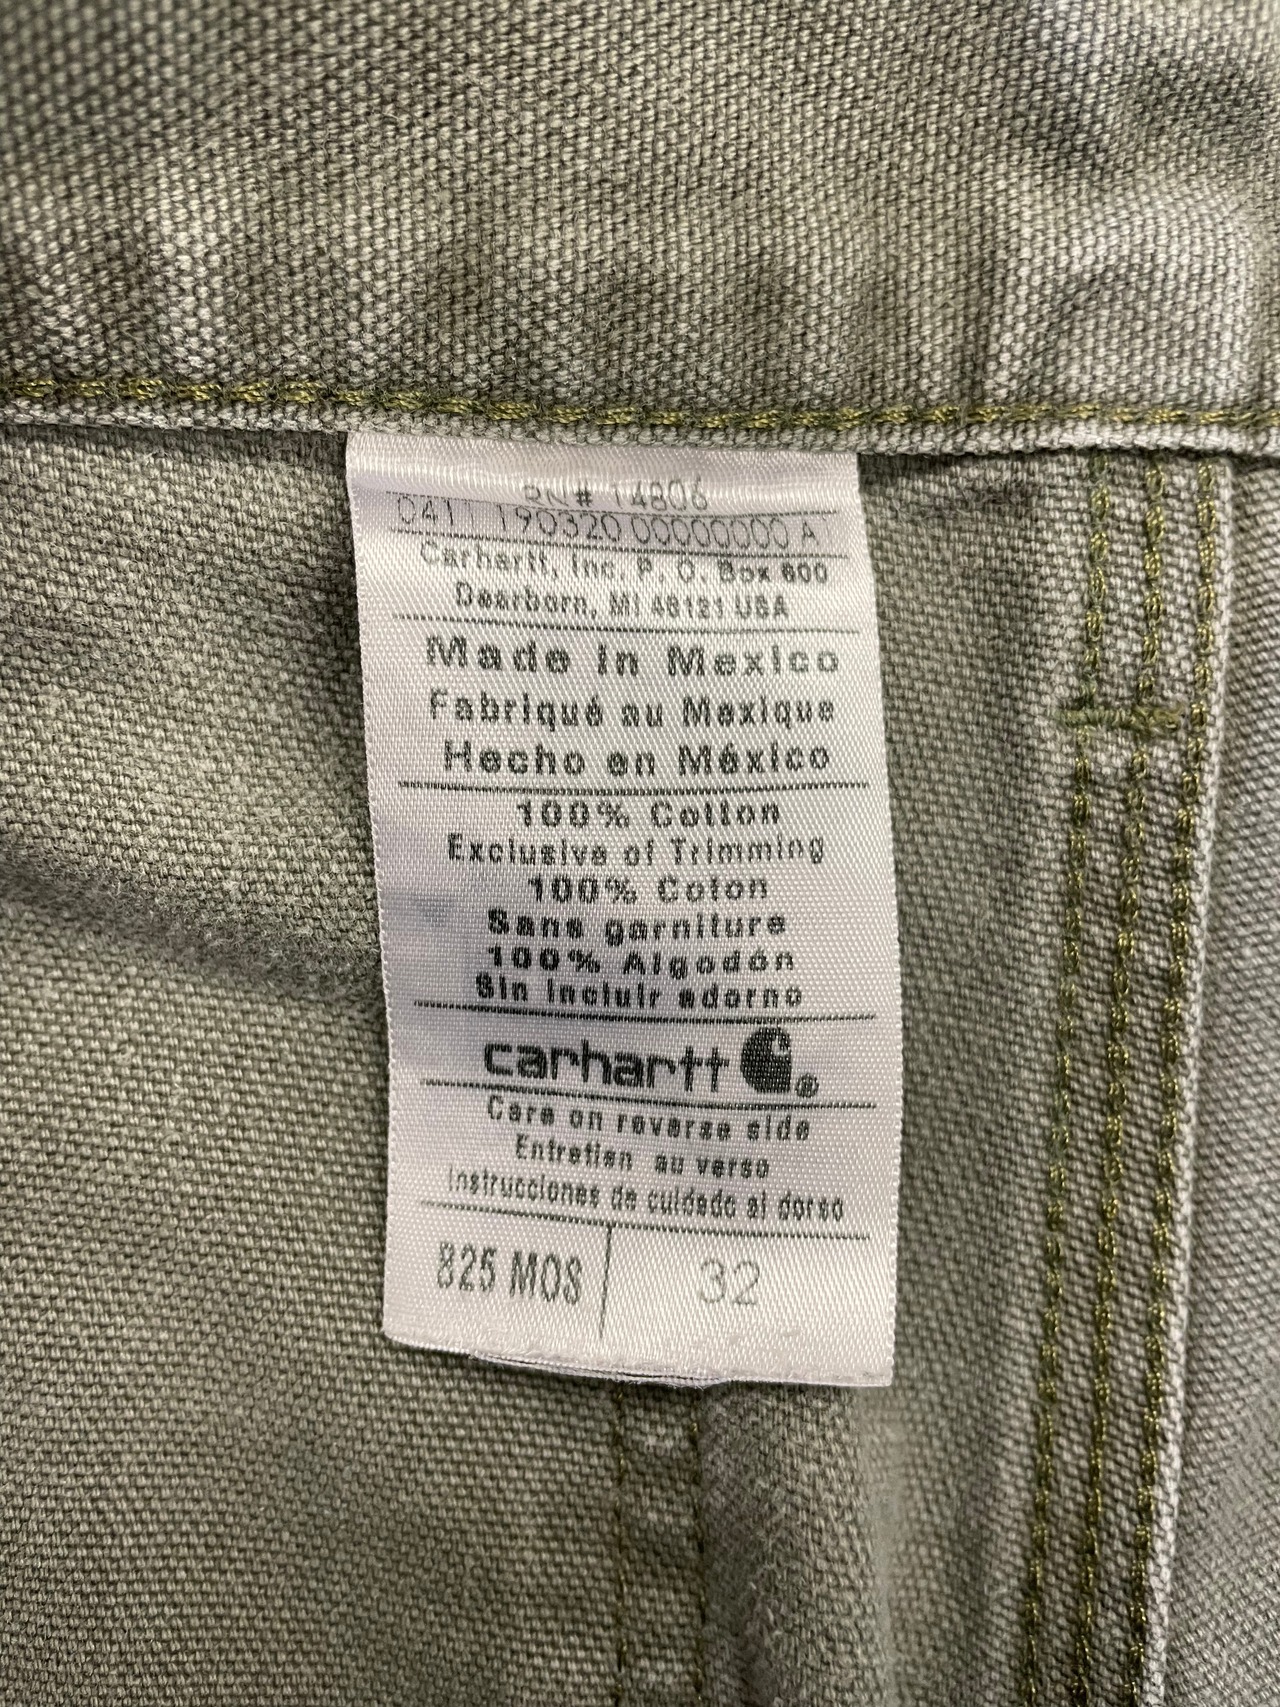 RN# 14806
0411 190320 00000000 A
Carhartt, Inc. P. O. Box 600
Dearborn, MI 48121 USA
Made in Mexico
Fabriqué au Mexique
Hecho en México
100% Cotton
Exclusive of Trimming
100% Coton
Sans garniture
100% Algodón
Sin incluir adorno
carhartt ®
Care on reverse side
Entretien au verso
Instrucciones de cuidado al dorso
825 MOS 32